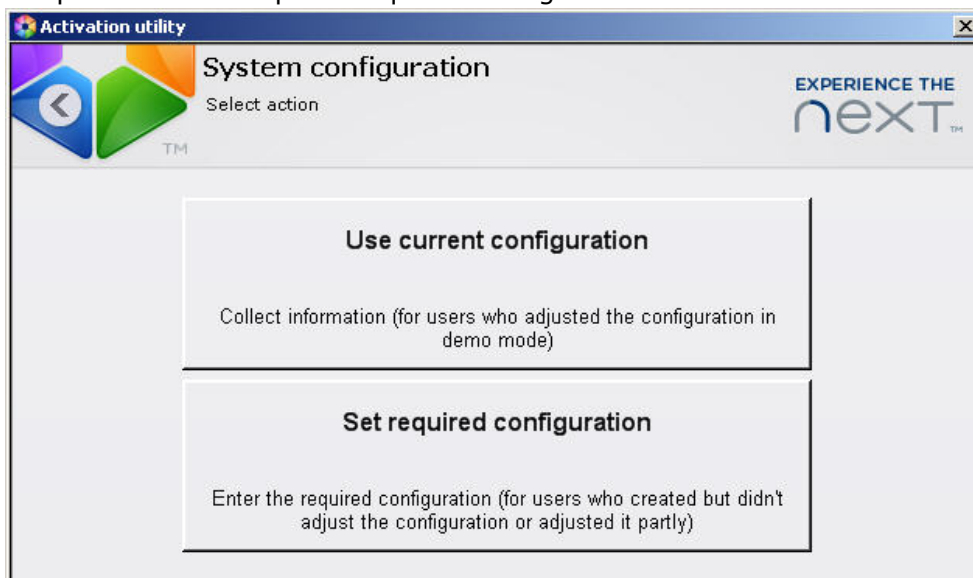 Activation utility
System configuration
Select action
EXPERIENCE THE
nexT™
TM
Use current configuration
Collect information (for users who adjusted the configuration in
demo mode)
Set required configuration
Enter the required configuration (for users who created but didn't
adjust the configuration or adjusted it partly)